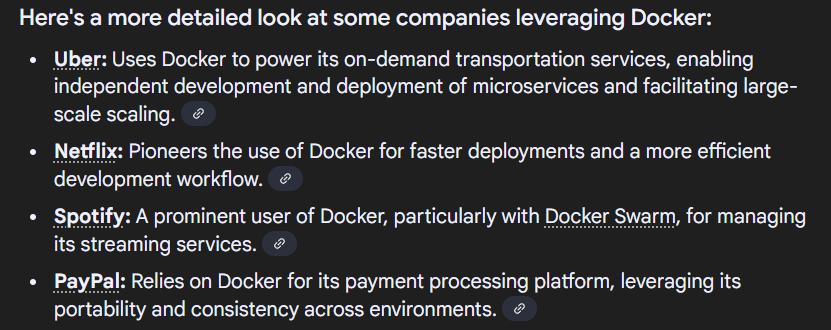 Here's a more detailed look at some companies leveraging Docker:
• Uber: Uses Docker to power its on-demand transportation services, enabling
independent development and deployment of microservices and facilitating large-
scale scaling.
• Netflix: Pioneers the use of Docker for faster deployments and a more efficient
development workflow.
• Spotify: A prominent user of Docker, particularly with Docker Swarm, for managing
its streaming services.
• PayPal: Relies on Docker for its payment processing platform, leveraging its
portability and consistency across environments.